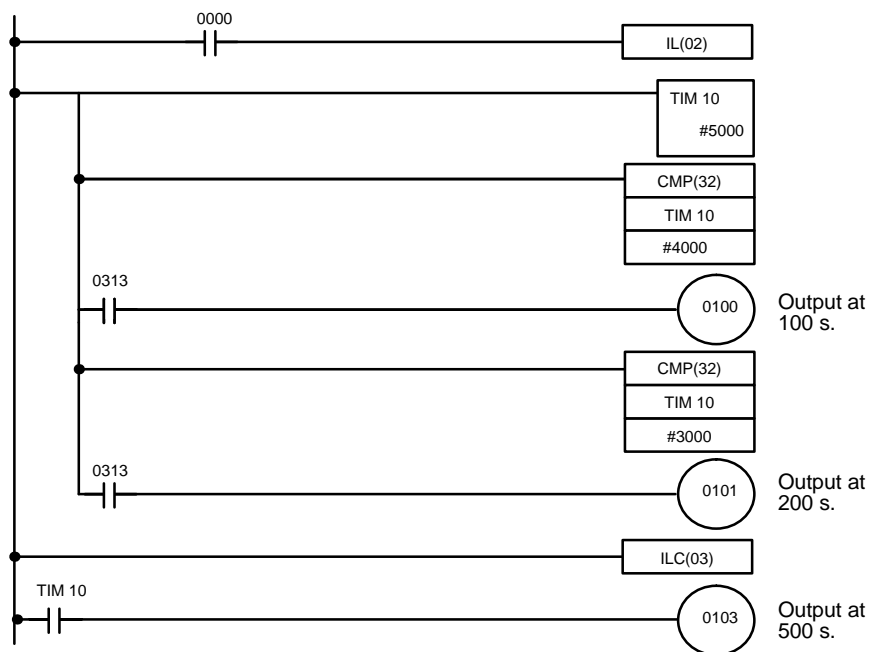 0000
IL(02)
TIM 10
#5000
CMP(32)
TIM 10
#4000
0313
0100
Output at
100 s.
CMP(32)
TIM 10
#3000
0313
0101
Output at
200 s.
ILC(03)
TIM 10
0103
Output at
500 s.